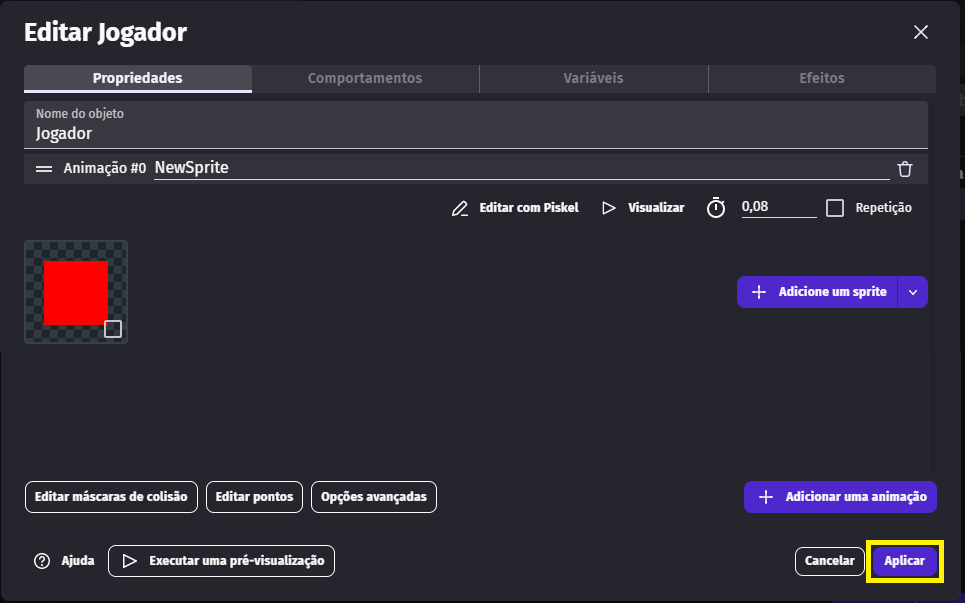 Editar Jogador
Propriedades
Comportamentos
Variáveis
Efeitos
Nome do objeto
Jogador
Animação #0 NewSprite
Editar com Piskel
Visualizar
0,08
Repetição
Adicione um sprite
Editar máscaras de colisão
Editar pontos
Opções avançadas
Adicionar uma animação
Ajuda
Executar uma pré-visualização
Cancelar
Aplicar